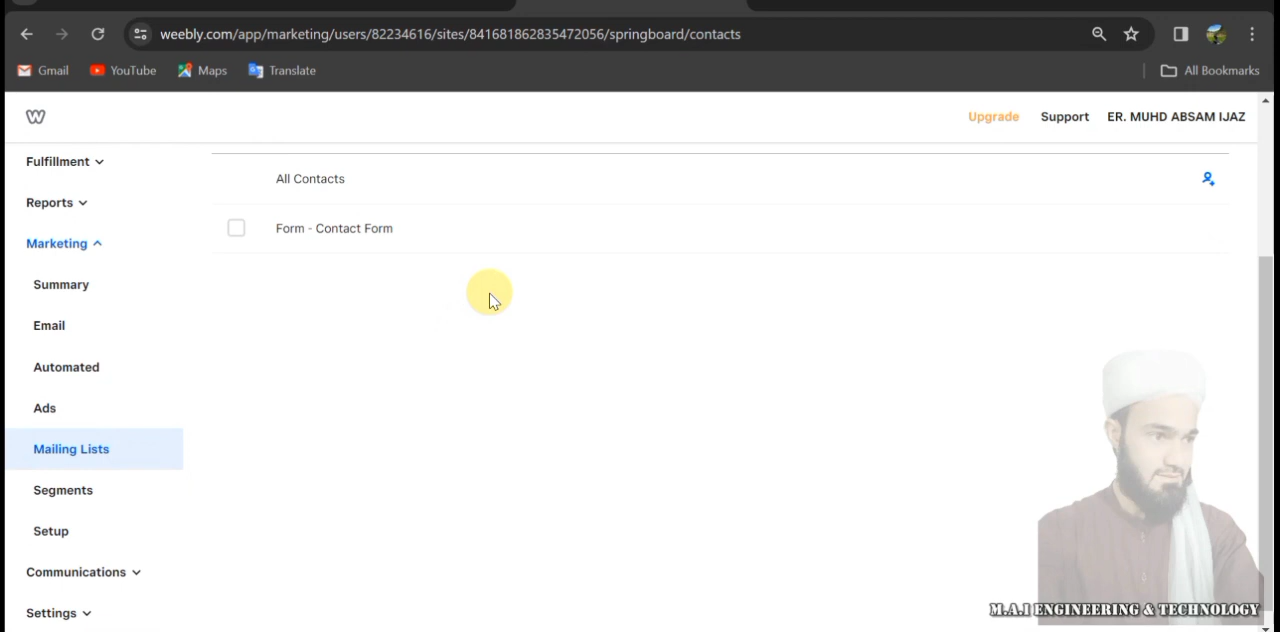 weebly.com/app/marketing/users/82234616/sites/841681862835472056/springboard/contacts
Gmail YouTube Maps Translate All Bookmarks
Upgrade Support ER. MUHD ABSAM IJAZ
Fulfillment
Reports
Marketing
Summary
Email
Automated
Ads
Mailing Lists
Segments
Setup
Communications
Settings
All Contacts
Form - Contact Form
M.A.I ENGINEERING & TECHNOLOGY